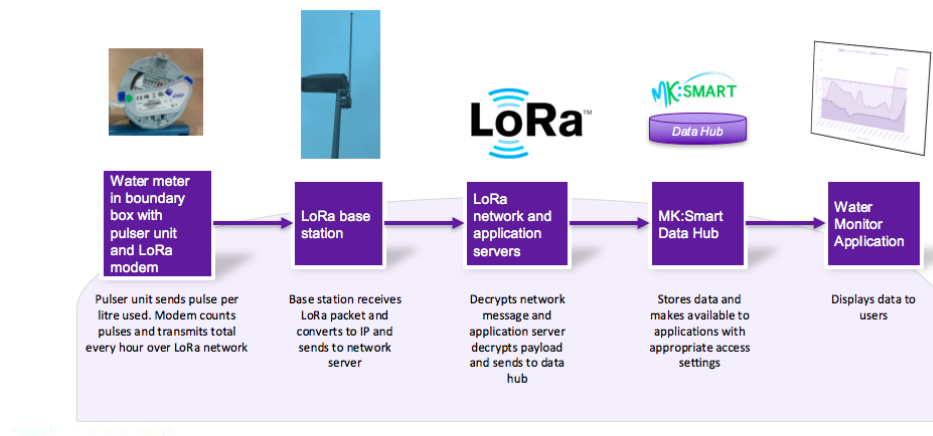 LoRa™
MK:SMART
Data Hub
Water meter
in boundary
box with
pulser unit
and LoRa
modem
LoRa base
station
LoRa
network and
application
servers
MK:Smart
Data Hub
Water
Monitor
Application
Pulser unit sends pulse per
litre used. Modem counts
pulses and transmits total
every hour over LoRa network
Base station receives
LoRa packet and
converts to IP and
sends to network
server
Decrypts network
message and
application server
decrypts payload
and sends to data
hub
Stores data and
makes available to
applications with
appropriate access
settings
Displays data to
users